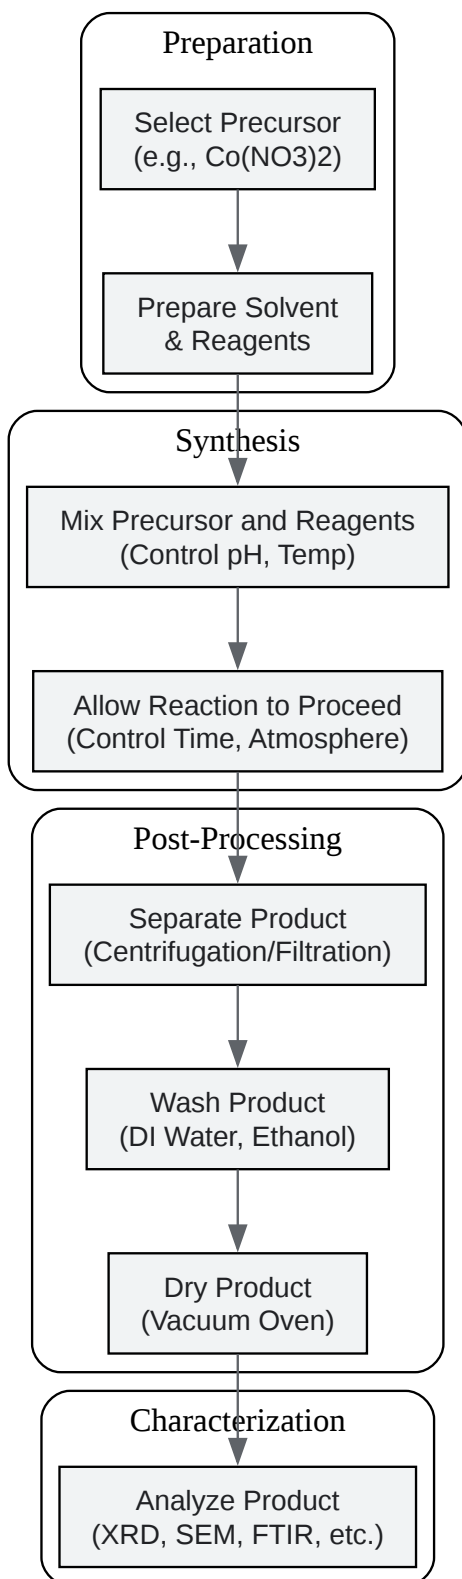 Preparation
Select Precursor
(e.g., Co(NO3)2)
Prepare Solvent
& Reagents
Synthesis
Mix Precursor and Reagents
(Control pH, Temp)
Allow Reaction to Proceed
(Control Time, Atmosphere)
Post-Processing
Separate Product
(Centrifugation/Filtration)
Wash Product
(DI Water, Ethanol)
Dry Product
(Vacuum Oven)
Characterization
Analyze Product
(XRD, SEM, FTIR, etc.)